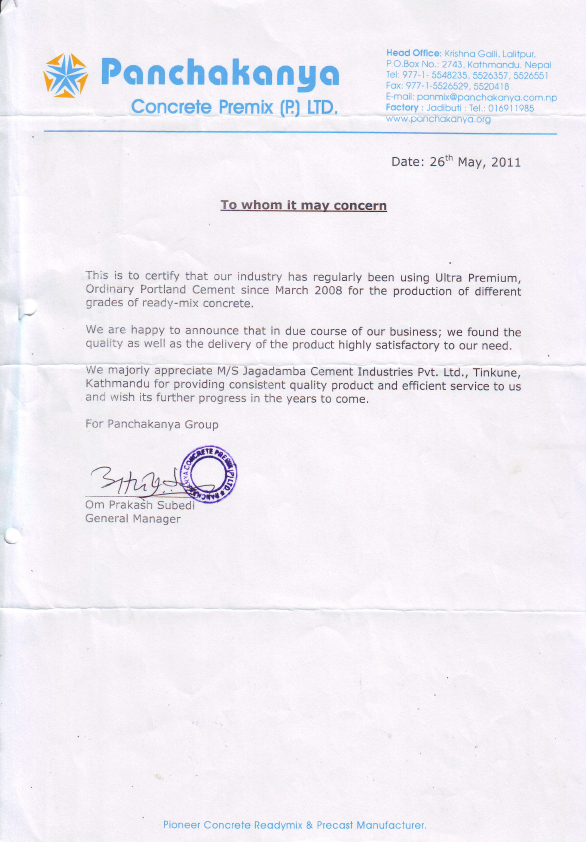 Panchakanya
Concrete Premix (P.) LTD.
Head Office: Krishna Galli, Lalitpur,
P.O.Box No.: 2743, Kathmandu, Nepal
Tel: 977-1- 5548235, 5526357, 5526551
Fax: 977-1-5526529, 5520418
E-mail: panmix@panchakanya.com.np
Factory : Jadibuti : Tel.: 016911985
www.panchakanya.org
Date: 26th May, 2011
To whom it may concern
This is to certify that our industry has regularly been using Ultra Premium,
Ordinary Portland Cement since March 2008 for the production of different
grades of ready-mix concrete.
We are happy to announce that in due course of our business; we found the
quality as well as the delivery of the product highly satisfactory to our need.
We majorly appreciate M/S Jagadamba Cement Industries Pvt. Ltd., Tinkune,
Kathmandu for providing consistent quality product and efficient service to us
and wish its further progress in the years to come.
For Panchakanya Group
PANCHAKANYA CONCRETE PREMIX (P) LTD
Om Prakash Subedi
General Manager
Pioneer Concrete Readymix & Precast Manufacturer.